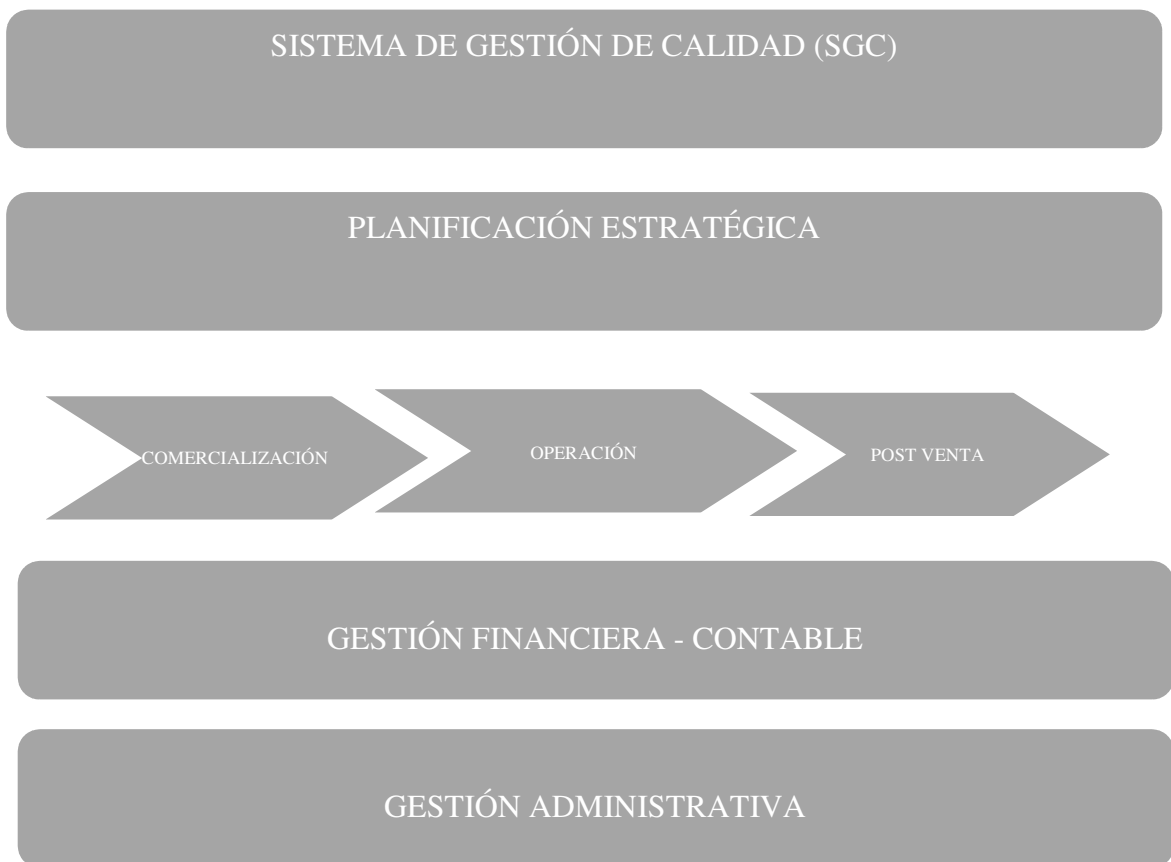 SISTEMA DE GESTIÓN DE CALIDAD (SGC)
PLANIFICACIÓN ESTRATÉGICA
COMERCIALIZACIÓN
OPERACIÓN
POST VENTA
GESTIÓN FINANCIERA - CONTABLE
GESTIÓN ADMINISTRATIVA